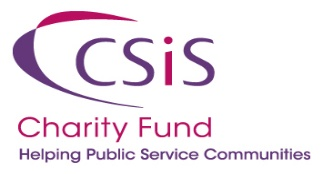 CSiS
Charity Fund
Helping Public Service Communities